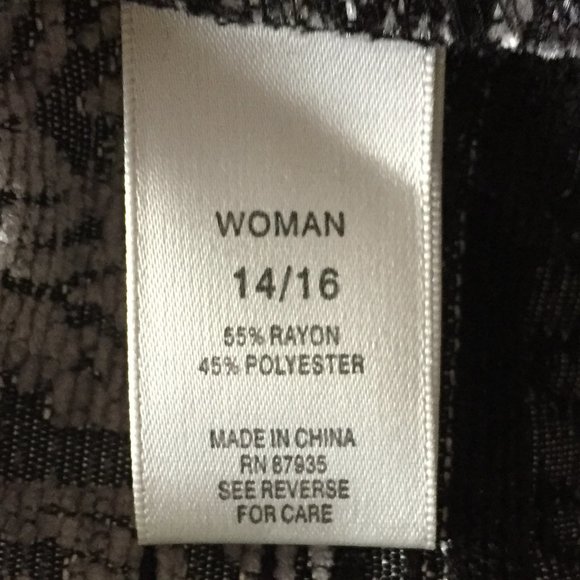 WOMAN
14/16
55% RAYON
45% POLYESTER
MADE IN CHINA
RN 87935
SEE REVERSE
FOR CARE